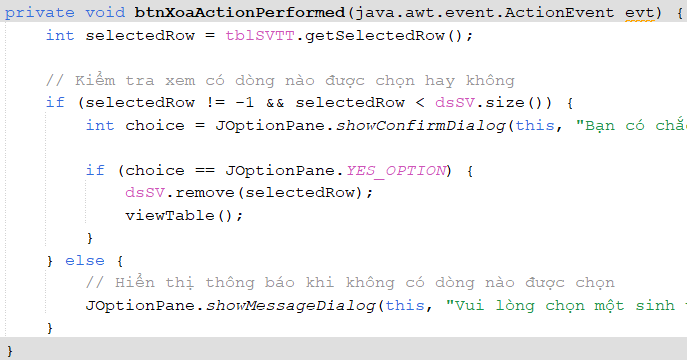 private void btnXoaActionPerformed(java.awt.event.ActionEvent evt) {
int selectedRow = tblSVTT.getSelectedRow();
// Kiểm tra xem có dòng nào được chọn hay không
if (selectedRow != -1 && selectedRow < dsSV.size()) {
int choice = JOptionPane.showConfirmDialog(this, "Bạn có chắc
if (choice == JOptionPane.YES_OPTION) {
dsSV.remove(selectedRow);
viewTable();
}
} else {
// Hiển thị thông báo khi không có dòng nào được chọn
JOptionPane.showMessageDialog(this, "Vui lòng chọn một sinh
}
}